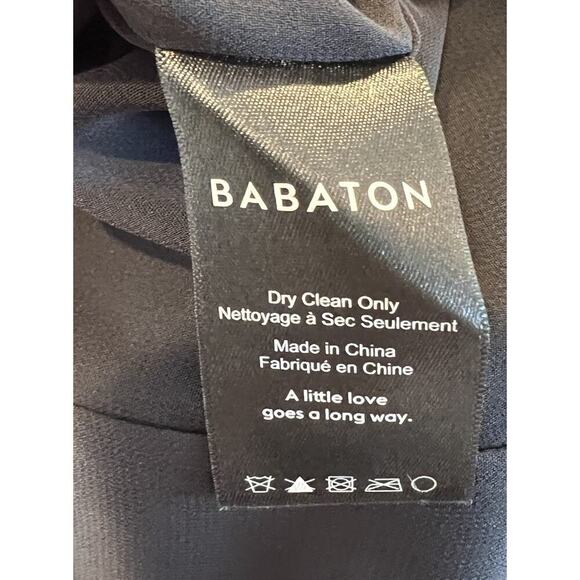 BABATON
Dry Clean Only
Nettoyage à Sec Seulement
Made in China
Fabriqué en Chine
A little love
goes a long way.